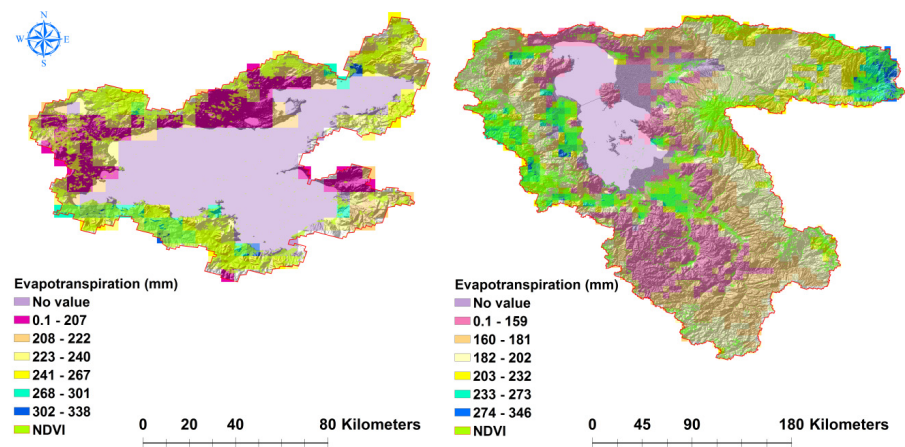 N
W E
S
Evapotranspiration (mm)
No value
0.1 - 207
208 - 222
223 - 240
241 - 267
268 - 301
302 - 338
NDVI
0 20 40 80 Kilometers
Evapotranspiration (mm)
No value
0.1 - 159
160 - 181
182 - 202
203 - 232
233 - 273
274 - 346
NDVI
0 45 90 180 Kilometers